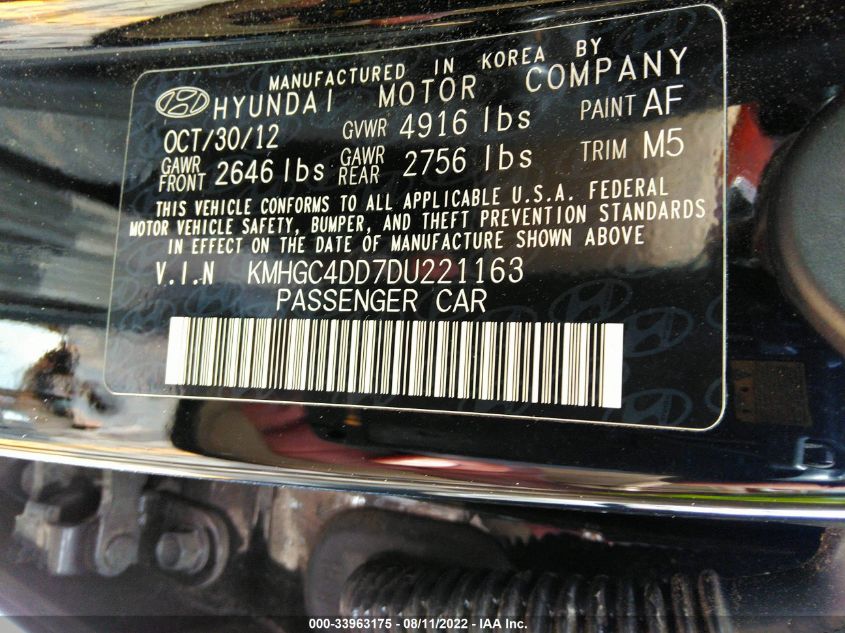 MANUFACTURED IN KOREA BY
HYUNDAI MOTOR COMPANY
OCT/30/12 GVWR 4916 lbs PAINT AF
GAWR FRONT 2646 lbs GAWR REAR 2756 lbs TRIM M5
THIS VEHICLE CONFORMS TO ALL APPLICABLE U.S.A. FEDERAL
MOTOR VEHICLE SAFETY, BUMPER, AND THEFT PREVENTION STANDARDS
IN EFFECT ON THE DATE OF MANUFACTURE SHOWN ABOVE
V.I.N KMHGC4DD7DU221163
PASSENGER CAR
000-33963175 - 08/11/2022 - IAA Inc.